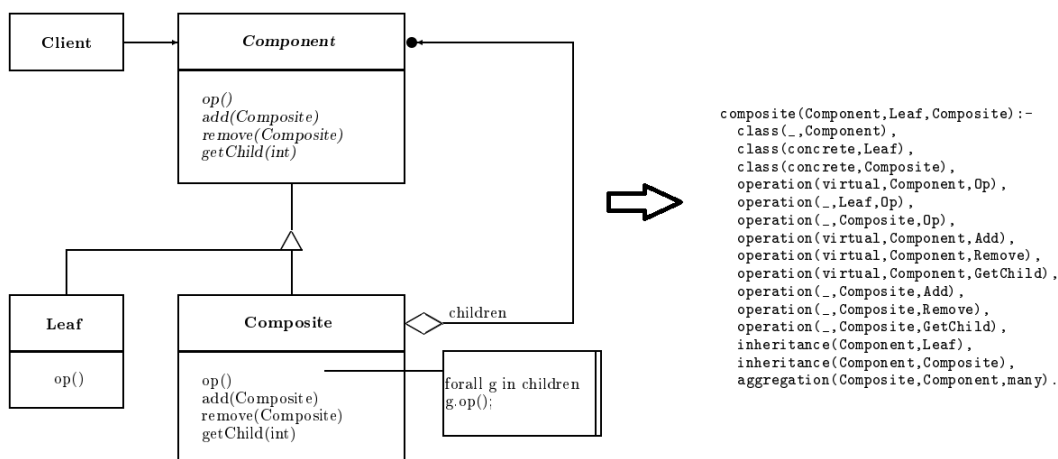 Client
Component
op()
add(Composite)
remove(Composite)
getChild(int)
Leaf
op()
Composite
op()
add(Composite)
remove(Composite)
getChild(int)
children
forall g in children
g.op();
composite(Component,Leaf,Composite):-
class(_,Component),
class(concrete,Leaf),
class(concrete,Composite),
operation(virtual,Component,Op),
operation(_,Leaf,Op),
operation(_,Composite,Op),
operation(virtual,Component,Add),
operation(virtual,Component,Remove),
operation(virtual,Component,GetChild),
operation(_,Composite,Add),
operation(_,Composite,Remove),
operation(_,Composite,GetChild),
inheritance(Component,Leaf),
inheritance(Component,Composite),
aggregation(Composite,Component,many).